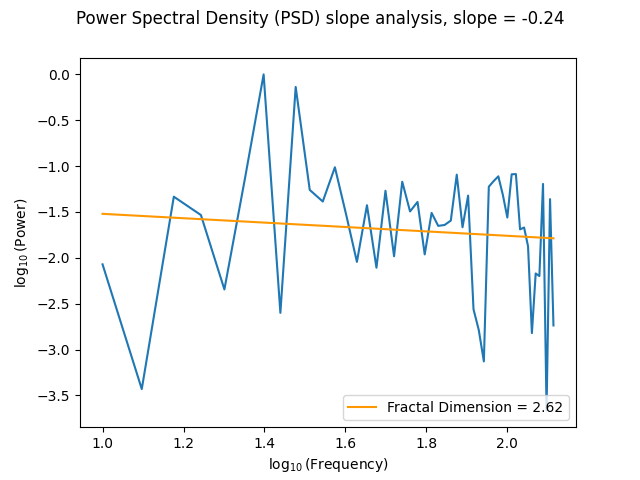 Power Spectral Density (PSD) slope analysis, slope = -0.24
0.0
−0.5
−1.0
−1.5
−2.0
−2.5
−3.0
−3.5
log₁₀(Power)
Fractal Dimension = 2.62
1.0 1.2 1.4 1.6 1.8 2.0
log₁₀(Frequency)